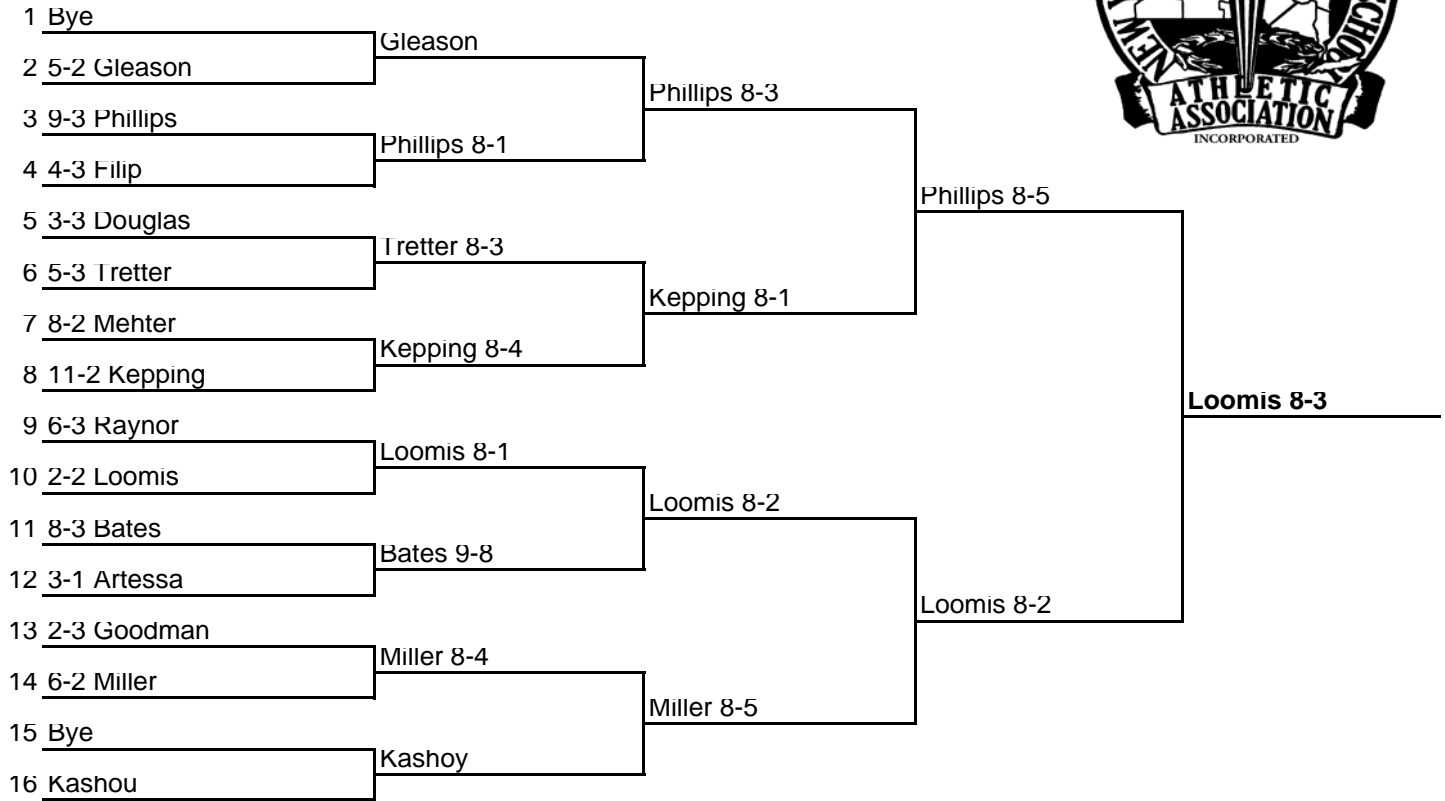 1 Bye
2 5-2 Gleason
3 9-3 Phillips
4 4-3 Filip
5 3-3 Douglas
6 5-3 Tretter
7 8-2 Mehter
8 11-2 Kepping
9 6-3 Raynor
10 2-2 Loomis
11 8-3 Bates
12 3-1 Artessa
13 2-3 Goodman
14 6-2 Miller
15 Bye
16 Kashou
Gleason
Phillips 8-1
Tretter 8-3
Kepping 8-4
Loomis 8-1
Bates 9-8
Miller 8-4
Kashoy
Phillips 8-3
Kepping 8-1
Loomis 8-2
Miller 8-5
Phillips 8-5
Loomis 8-2
Loomis 8-3
NEW
ATHLETIC
ASSOCIATION
INCORPORATED